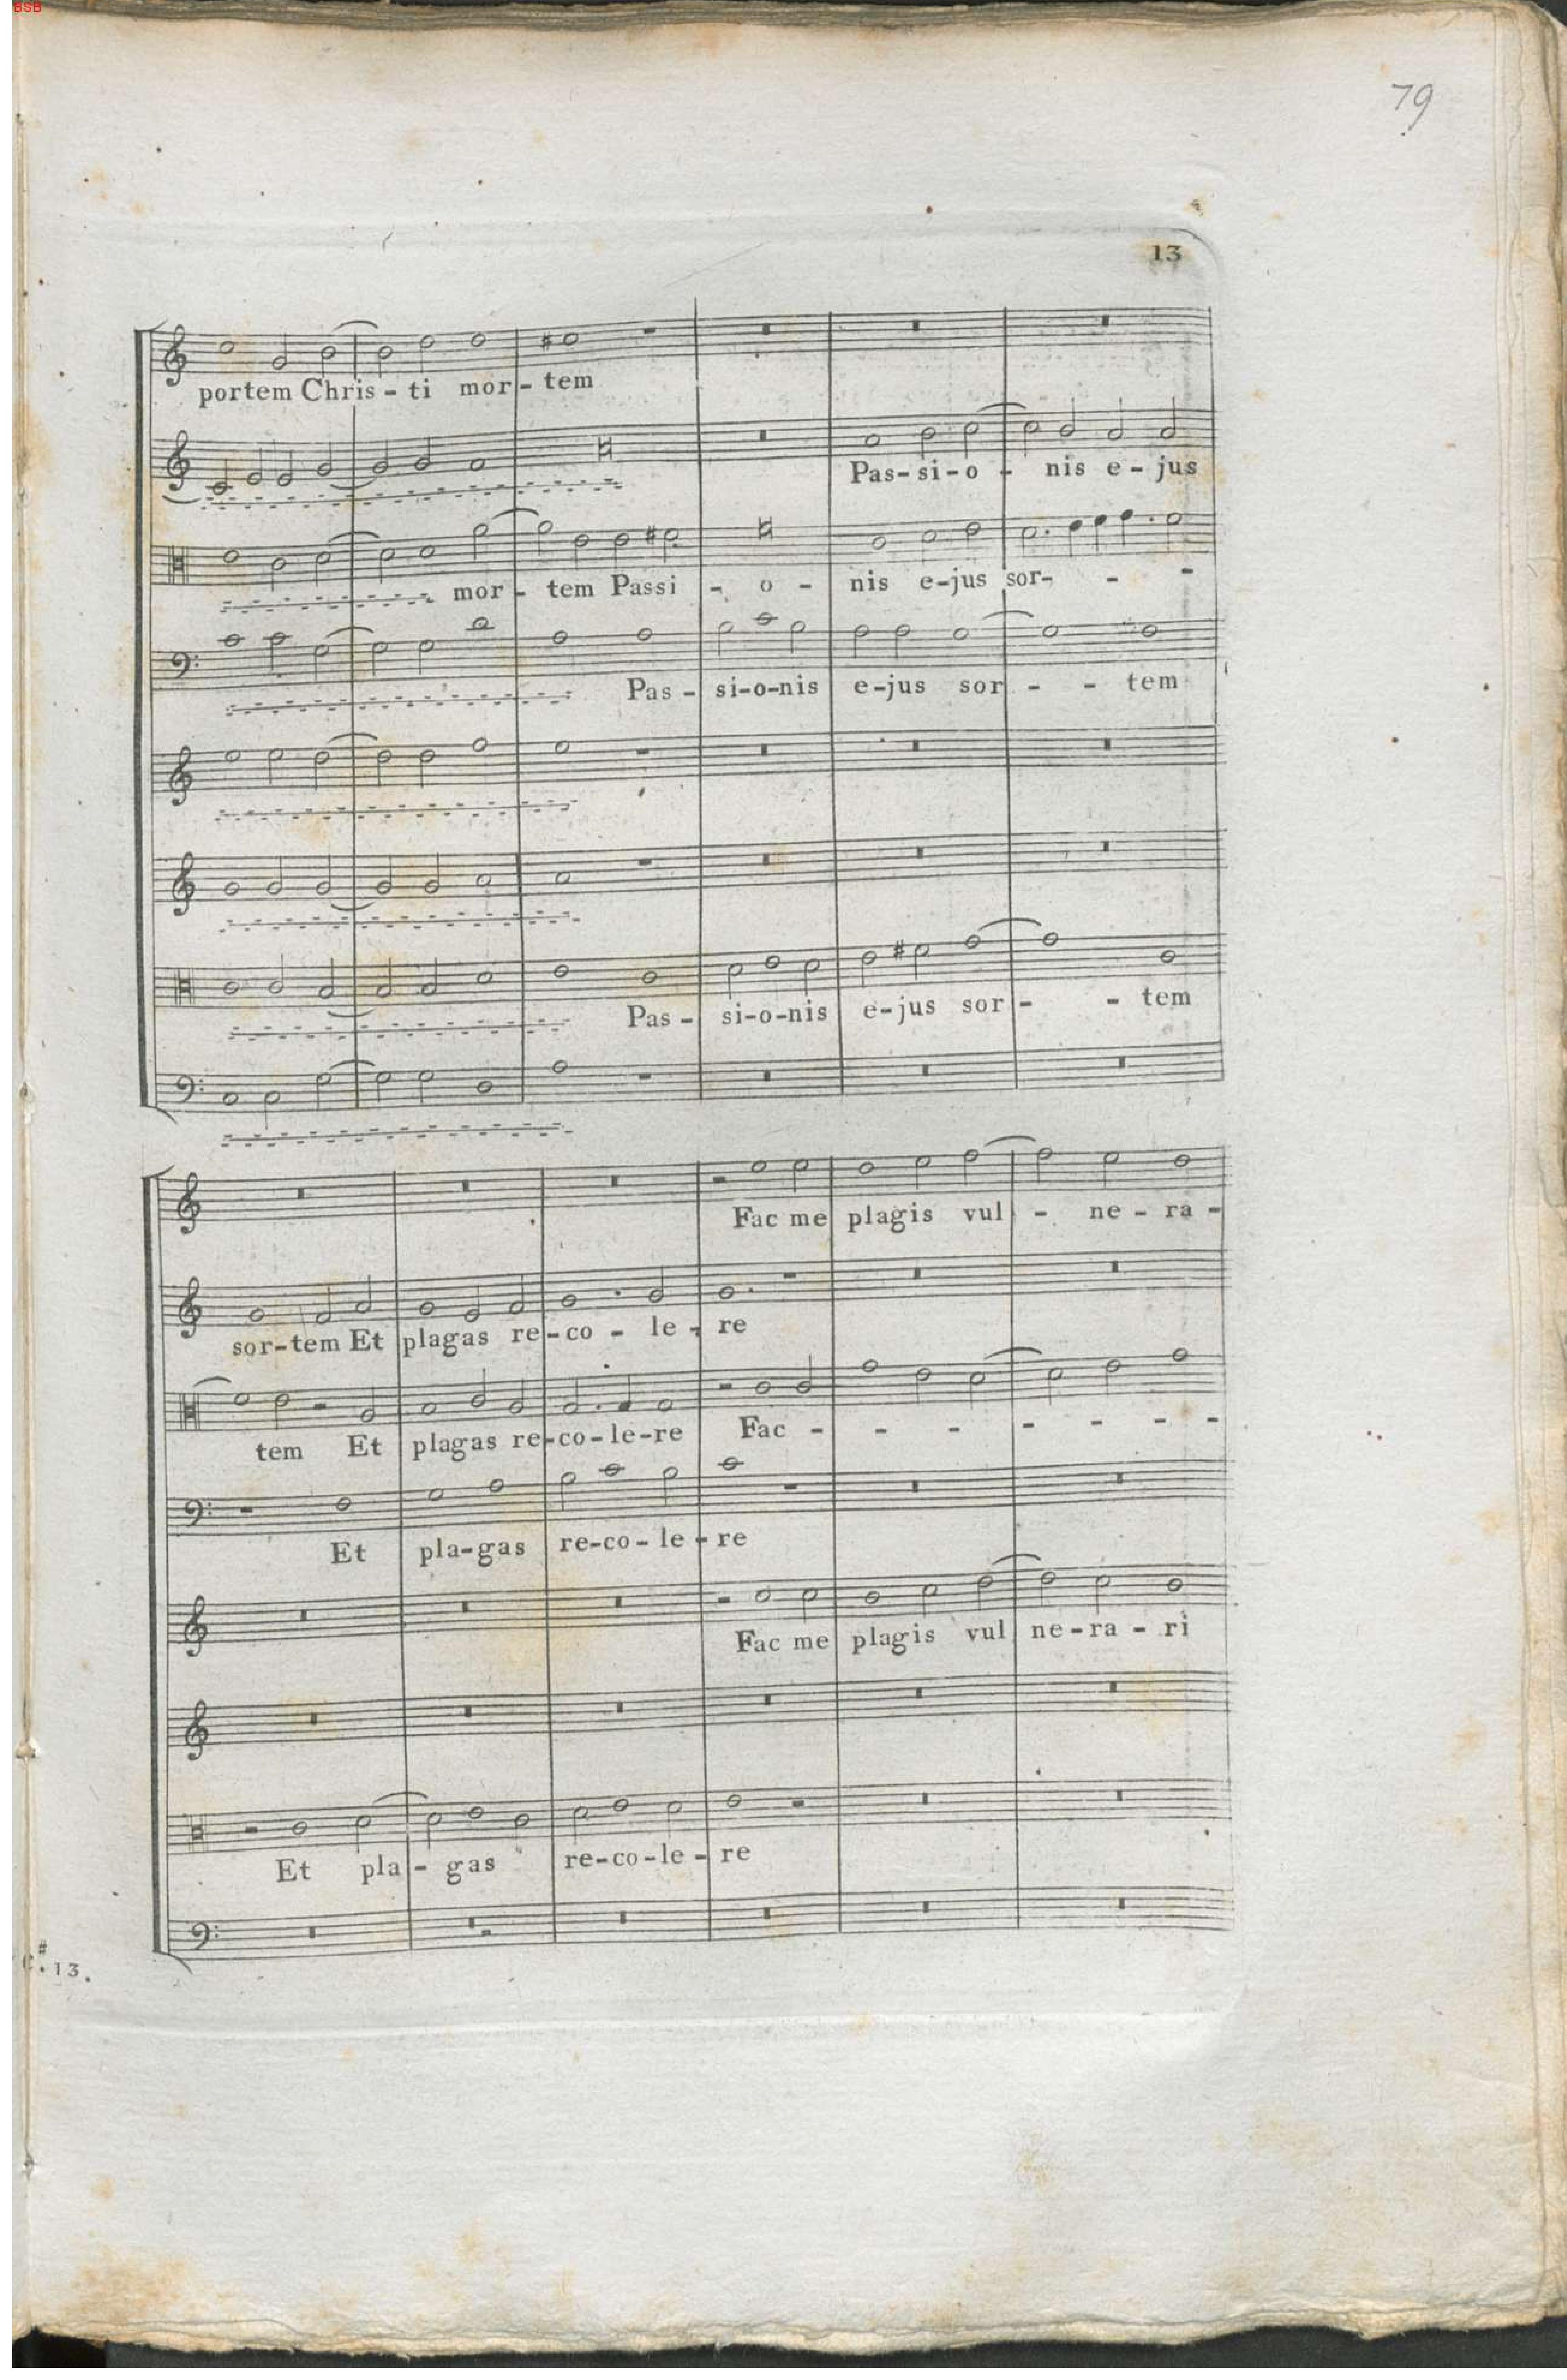 BSB
79
13
portem Chris - ti mor - tem
Pas - si - o - nis e - jus
mor - tem Passi - o - nis e - jus sor - - -
Pas - si - o - nis e - jus sor - - tem
Pas - si - o - nis e - jus sor - - tem
Fac me plagis vul - ne - ra -
sor - tem Et plagas re - co - le - re
tem Et plagas re - co - le - re Fac - - - - - - -
Et pla - gas re - co - le - re
Fac me plagis vul ne - ra - ri
Et pla - gas re - co - le - re
13.